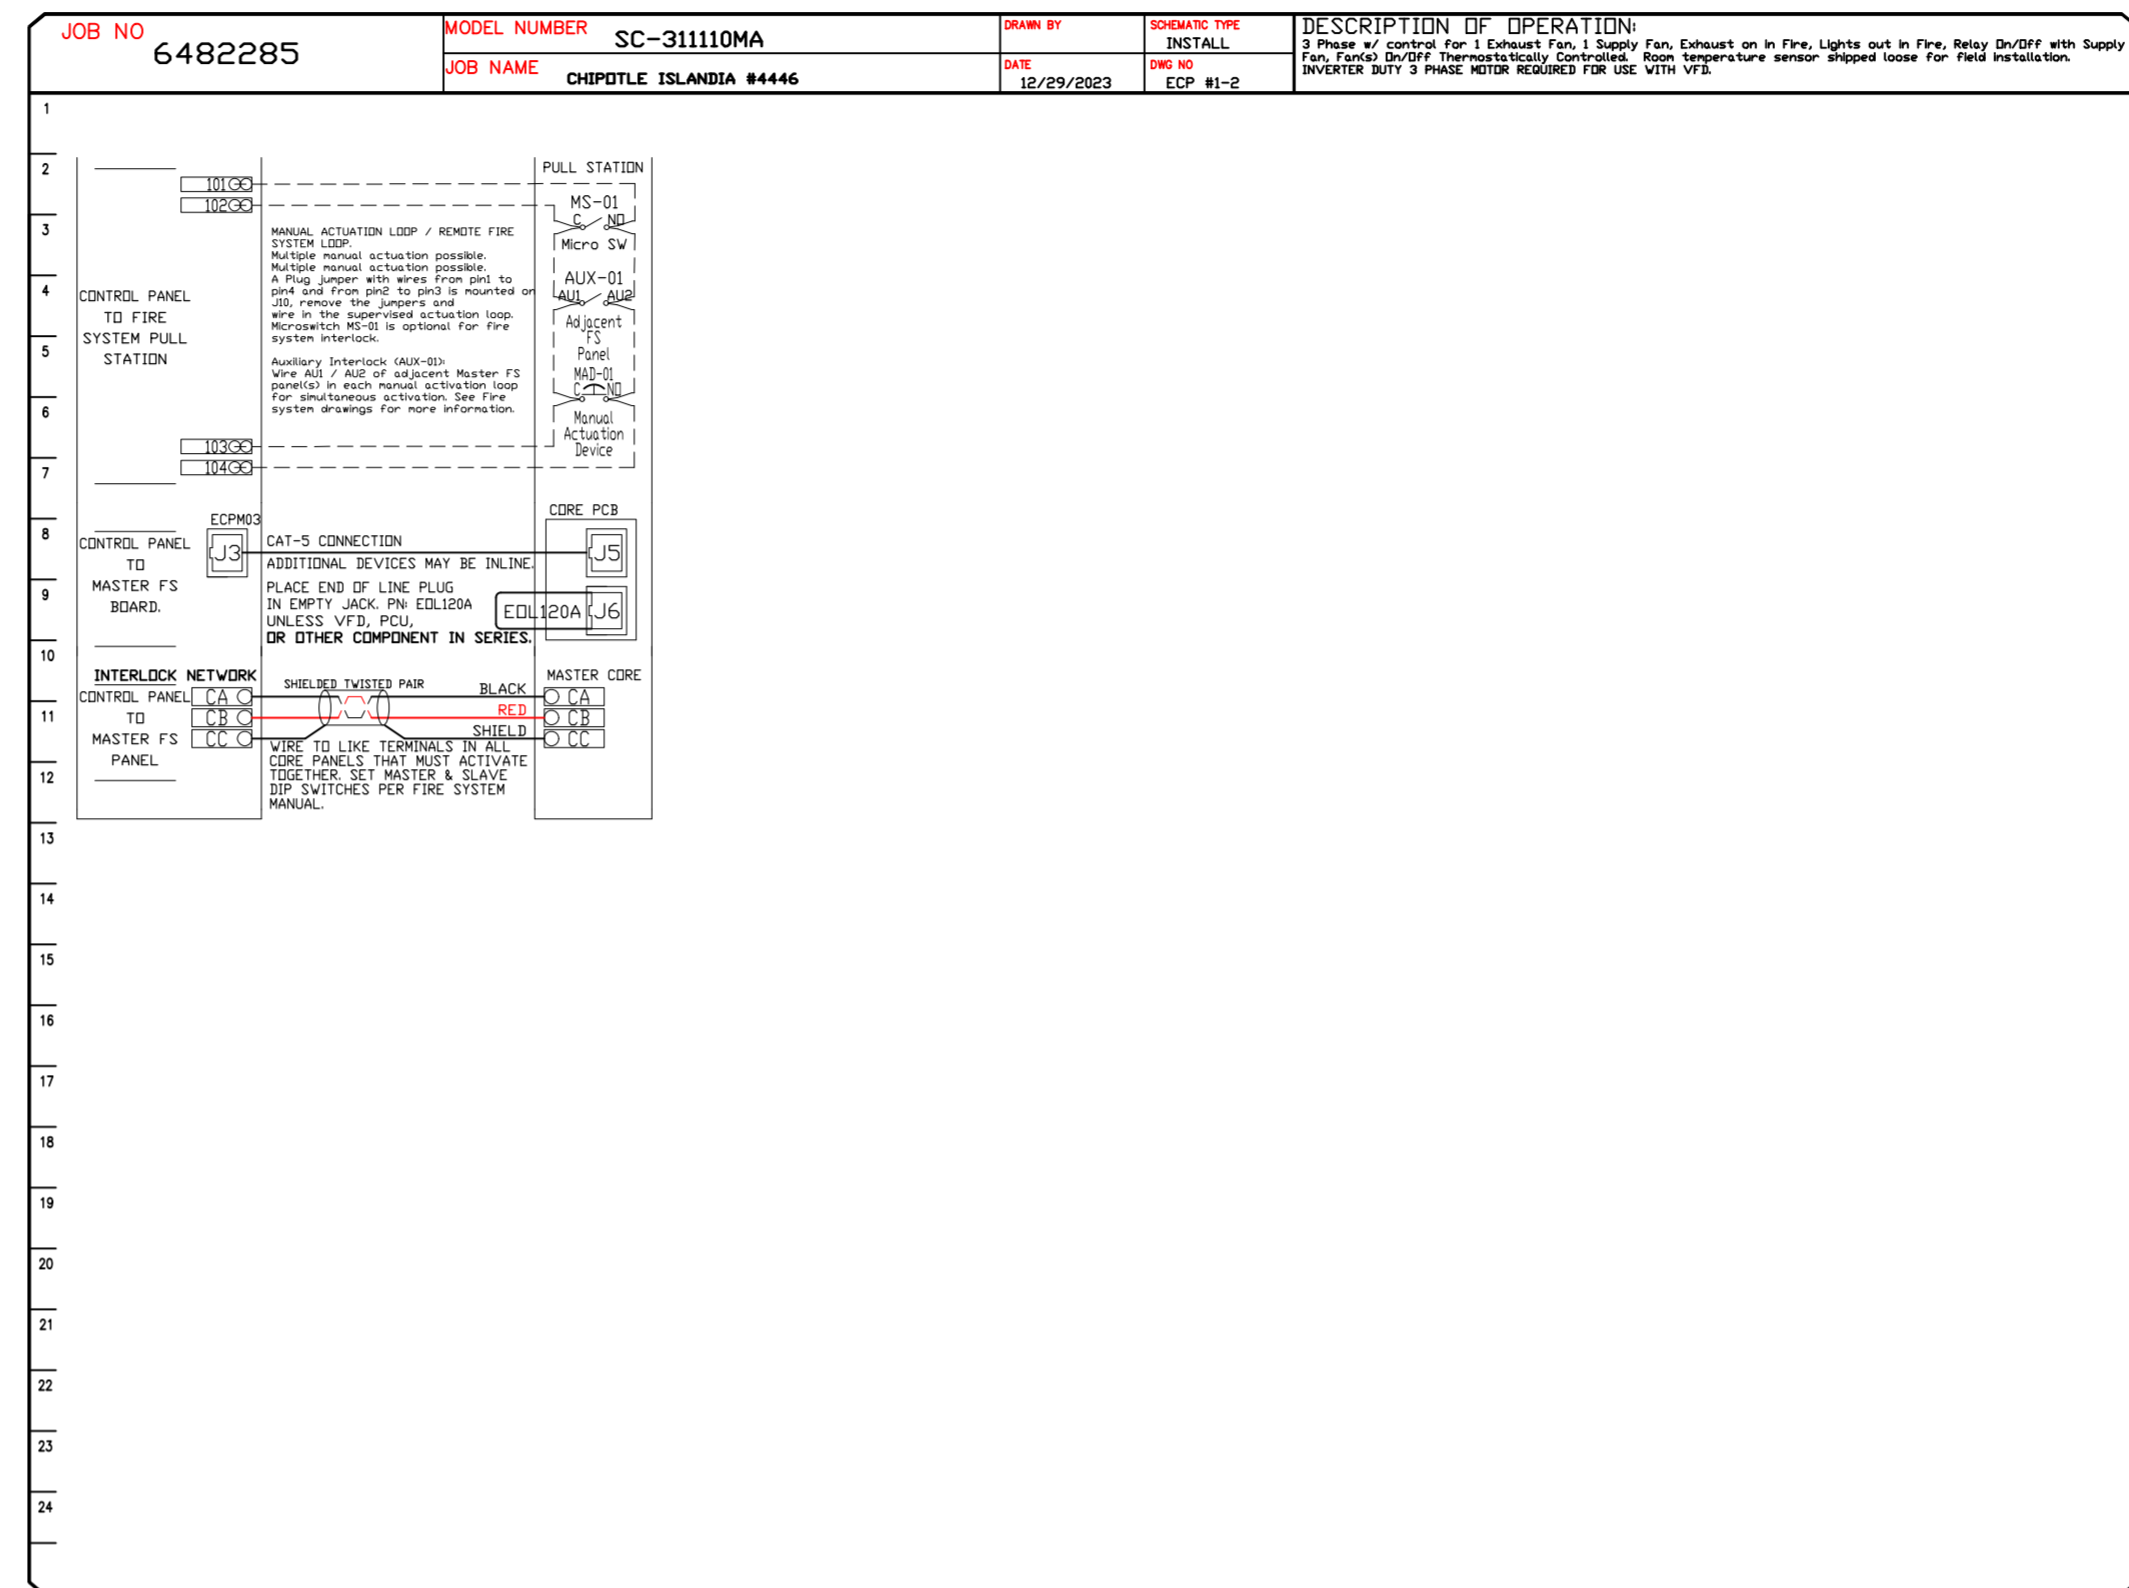 JOB NO
6482285
MODEL NUMBER
SC-311110MA
JOB NAME
CHIPOTLE ISLANDIA #4446
DRAWN BY
DATE
12/29/2023
SCHEMATIC TYPE
INSTALL
DWG NO
ECP #1-2
DESCRIPTION OF OPERATION:
3 Phase w/ control for 1 Exhaust Fan, 1 Supply Fan, Exhaust on in Fire, Lights out in Fire, Relay On/Off with Supply
Fan, Fan(s) On/Off Thermostatically Controlled. Room temperature sensor shipped loose for field installation.
INVERTER DUTY 3 PHASE MOTOR REQUIRED FOR USE WITH VFD.
1
2
3
4
5
6
7
8
9
10
11
12
13
14
15
16
17
18
19
20
21
22
23
24
CONTROL PANEL
TO FIRE
SYSTEM PULL
STATION
101
102
103
104
MANUAL ACTUATION LOOP / REMOTE FIRE
SYSTEM LOOP.
Multiple manual actuation possible.
Multiple manual actuation possible.
A Plug jumper with wires from pin1 to
pin4 and from pin2 to pin3 is mounted on
J10, remove the jumpers and
wire in the supervised actuation loop.
Microswitch MS-01 is optional for fire
system interlock.
Auxiliary Interlock (AUX-01):
Wire AU1 / AU2 of adjacent Master FS
panel(s) in each manual activation loop
for simultaneous activation. See Fire
system drawings for more information.
PULL STATION
MS-01
C NO
Micro SW
AUX-01
AU1 AU2
Adjacent
FS
Panel
MAD-01
C NO
Manual
Actuation
Device
CONTROL PANEL
TO
MASTER FS
BOARD.
ECPM03
J3
CAT-5 CONNECTION
ADDITIONAL DEVICES MAY BE INLINE.
PLACE END OF LINE PLUG
IN EMPTY JACK. PN: EOL120A
UNLESS VFD, PCU,
OR OTHER COMPONENT IN SERIES.
CORE PCB
J5
EOL120A
J6
INTERLOCK NETWORK
CONTROL PANEL
TO
MASTER FS
PANEL
CA
CB
CC
SHIELDED TWISTED PAIR
BLACK
RED
SHIELD
WIRE TO LIKE TERMINALS IN ALL
CORE PANELS THAT MUST ACTIVATE
TOGETHER. SET MASTER & SLAVE
DIP SWITCHES PER FIRE SYSTEM
MANUAL.
MASTER CORE
CA
CB
CC